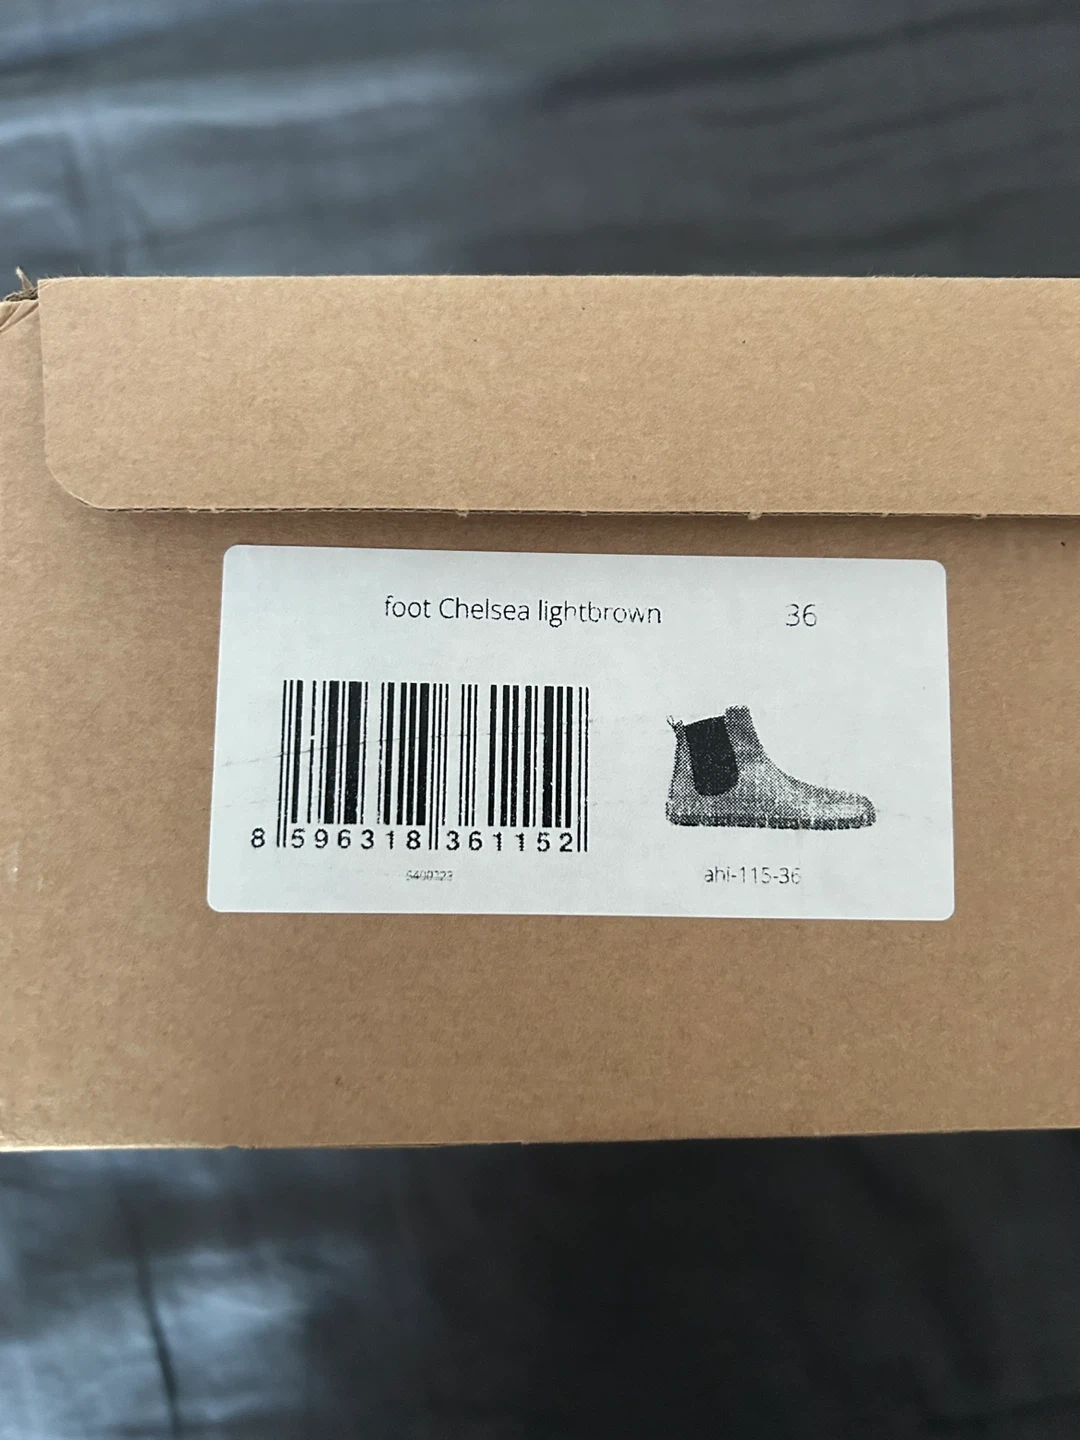 foot Chelsea lightbrown 36
8 596318 361152
ahi-115-36